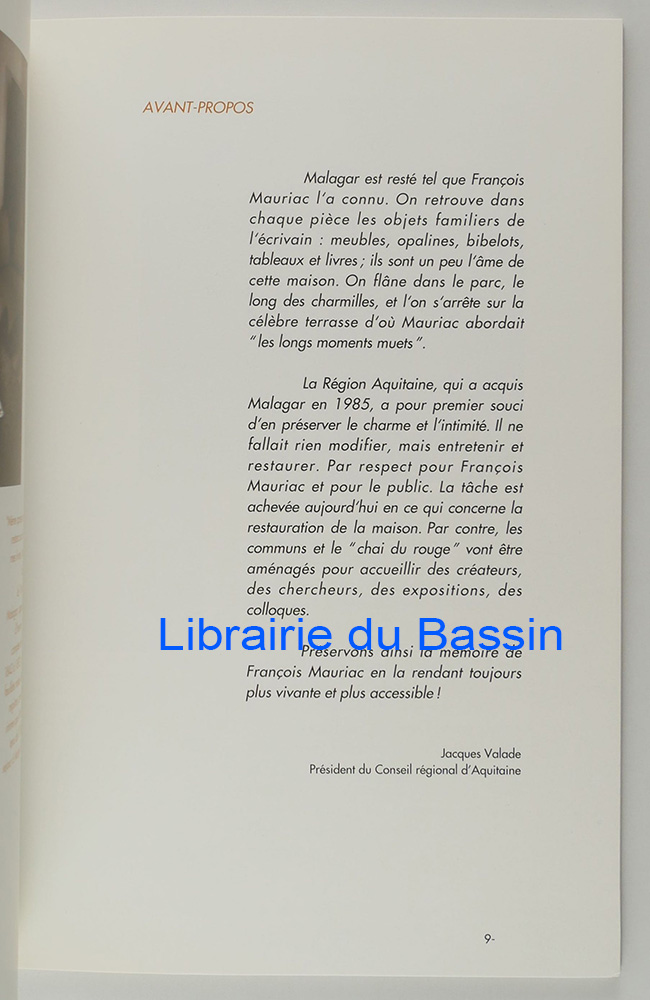 AVANT-PROPOS
Malagar est resté tel que François
Mauriac l'a connu. On retrouve dans
chaque pièce les objets familiers de
l'écrivain : meubles, opalines, bibelots,
tableaux et livres ; ils sont un peu l'âme de
cette maison. On flâne dans le parc, le
long des charmilles, et l'on s'arrête sur la
célèbre terrasse d'où Mauriac abordait
"les longs moments muets".
La Région Aquitaine, qui a acquis
Malagar en 1985, a pour premier souci
d'en préserver le charme et l'intimité. Il ne
fallait rien modifier, mais entretenir et
restaurer. Par respect pour François
Mauriac et pour le public. La tâche est
achevée aujourd'hui en ce qui concerne la
restauration de la maison. Par contre, les
communs et le "chai du rouge" vont être
aménagés pour accueillir des créateurs,
des chercheurs, des expositions, des
colloques.
Librairie du Bassin
Préservons ainsi la mémoire de
François Mauriac en la rendant toujours
plus vivante et plus accessible !
Jacques Valade
Président du Conseil régional d'Aquitaine
9-